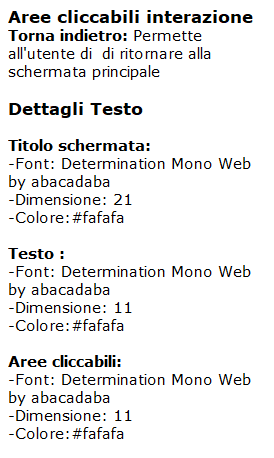 Aree cliccabili interazione
Torna indietro: Permette
all'utente di  di ritornare alla
schermata principale
Dettagli Testo
Titolo schermata:
-Font: Determination Mono Web
by abacadaba
-Dimensione: 21
-Colore:#fafafa
Testo :
-Font: Determination Mono Web
by abacadaba
-Dimensione: 11
-Colore:#fafafa
Aree cliccabili:
-Font: Determination Mono Web
by abacadaba
-Dimensione: 11
-Colore:#fafafa